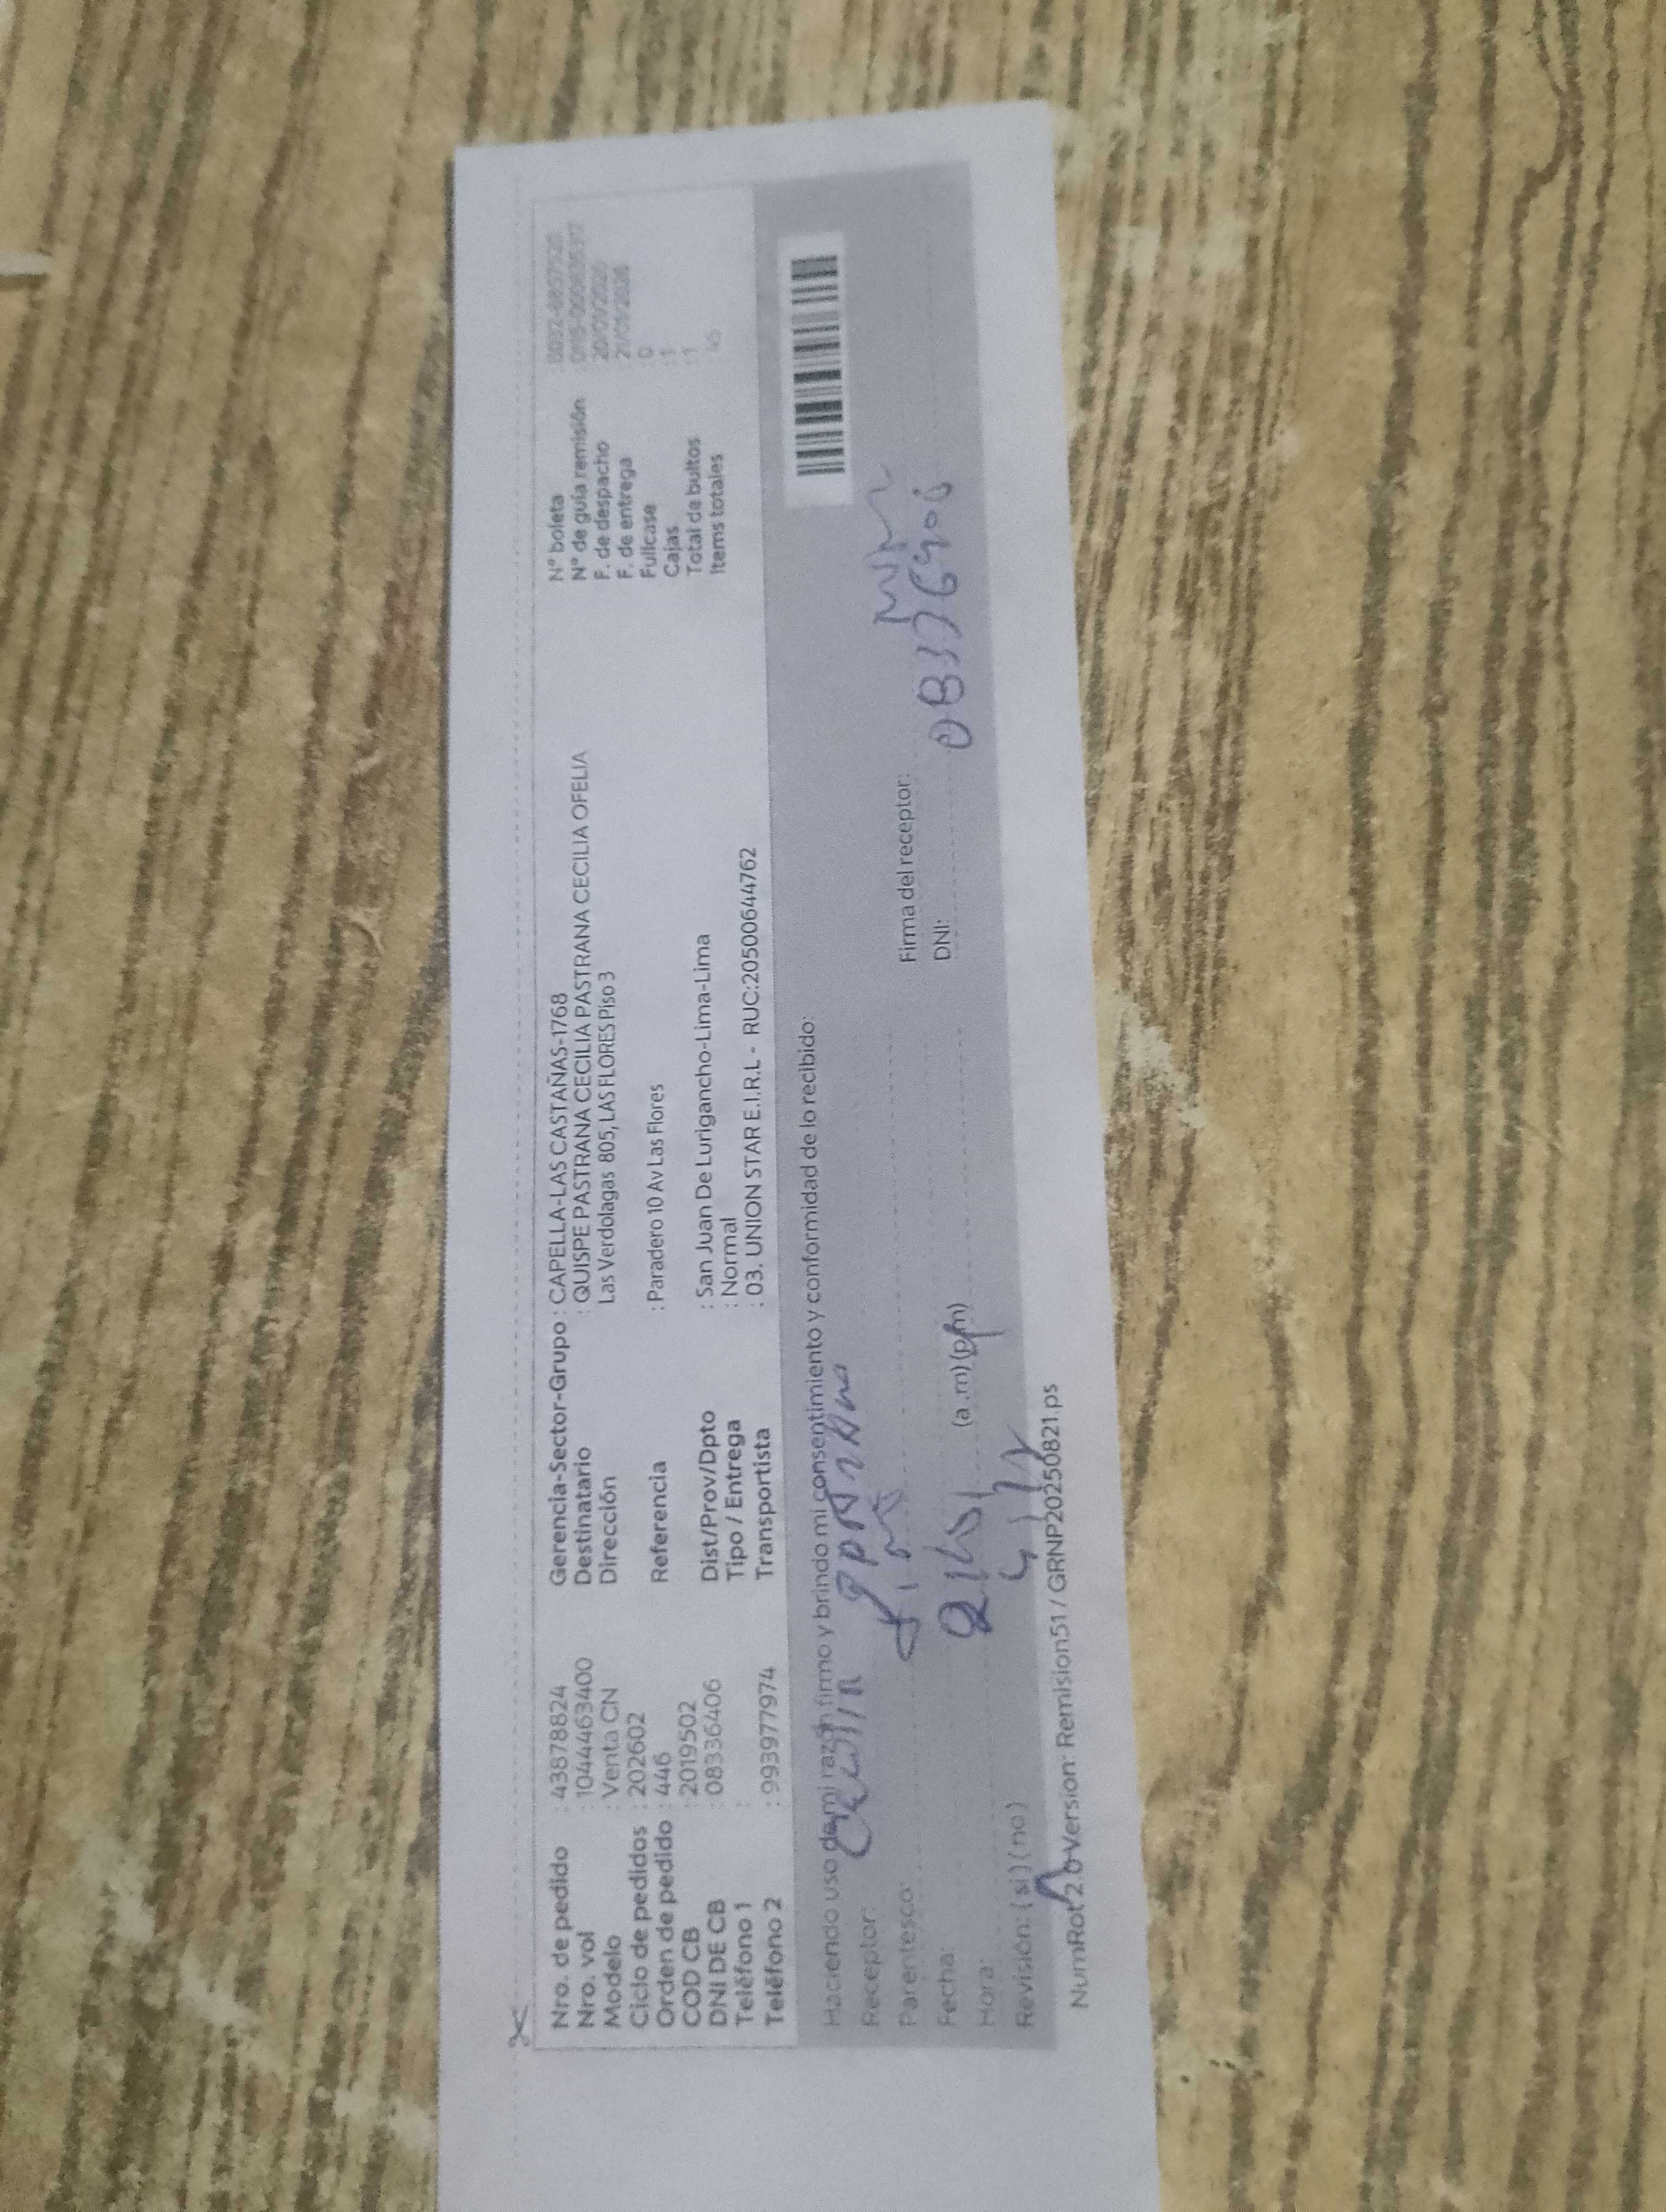 Nro. de pedido : 43878824
Nro. vol : 10444463400
Modelo : Venta CN
Ciclo de pedidos : 202602
Orden de pedido : 446
COD CB : 2019502
DNI DE CB : 08336406
Teléfono 1 :
Teléfono 2 : 993977974
Gerencia-Sector-Grupo : CAPELLA-LAS CASTAÑAS-1768
Destinatario : QUISPE PASTRANA CECILIA PASTRANA CECILIA OFELIA
Dirección Las Verdolagas 805, LAS FLORES Piso 3
Referencia : Paradero 10 Av Las Flores
Dist/Prov/Dpto : San Juan De Lurigancho-Lima-Lima
Tipo / Entrega : Normal
Transportista : 03. UNION STAR E.I.R.L - RUC:20500644762
N° boleta
N° de guía remisión
F. de despacho
F. de entrega
Fullcase : 0
Cajas : 1
Total de bultos : 1
Items totales
Haciendo uso de mi razón firmo y brindo mi consentimiento y conformidad de lo recibido:
Receptor:
Parentesco:
Fecha:
Hora: (a .m) (pm)
Revisión: ( si ) ( no )
Firma del receptor:
DNI:
NumRot 2.0 Version: Remision51 / GRNP20250821.ps